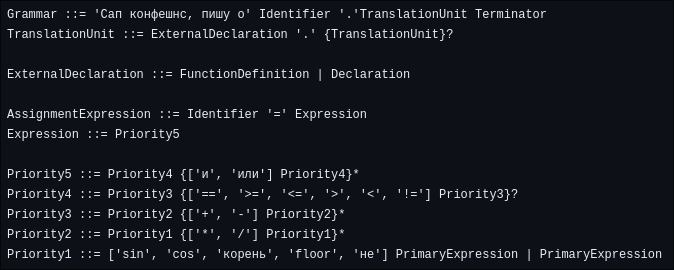 Grammar ::= 'Сап конфешнс, пишу о' Identifier '.'TranslationUnit Terminator
TranslationUnit ::= ExternalDeclaration '.' {TranslationUnit}?
ExternalDeclaration ::= FunctionDefinition | Declaration
AssignmentExpression ::= Identifier '=' Expression
Expression ::= Priority5
Priority5 ::= Priority4 {['и', 'или'] Priority4}*
Priority4 ::= Priority3 {['==', '>=', '<=', '>', '<', '!='] Priority3}?
Priority3 ::= Priority2 {['+', '-'] Priority2}*
Priority2 ::= Priority1 {['*', '/'] Priority1}*
Priority1 ::= ['sin', 'cos', 'корень', 'floor', 'не'] PrimaryExpression | PrimaryExpression